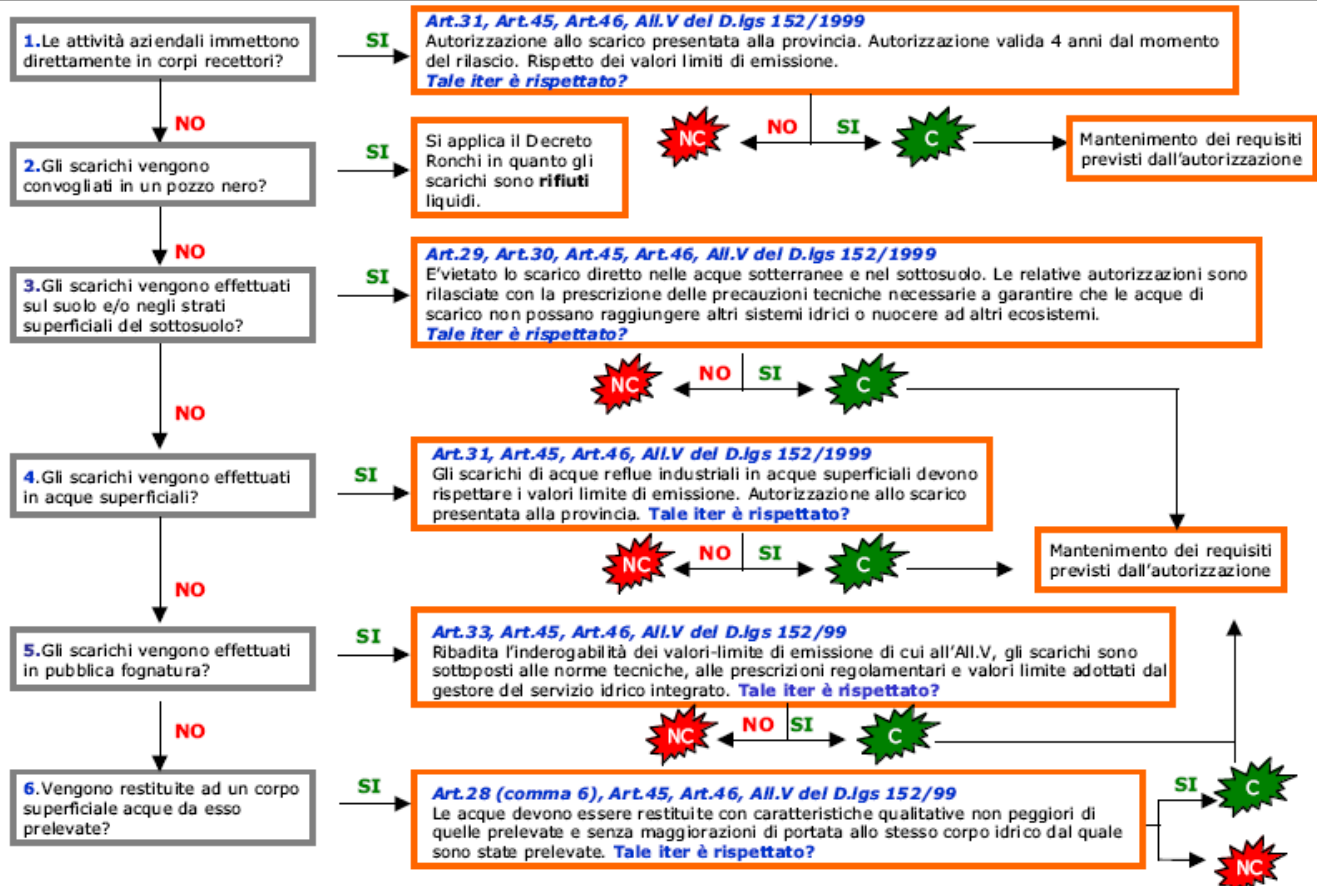 1.Le attività aziendali immettono
direttamente in corpi recettori?
SI
Art.31, Art.45, Art.46, All.V del D.lgs 152/1999
Autorizzazione allo scarico presentata alla provincia. Autorizzazione valida 4 anni dal momento
del rilascio. Rispetto dei valori limiti di emissione.
Tale iter è rispettato?
NO
NC
NO
SI
C
Mantenimento dei requisiti
previsti dall'autorizzazione
2.Gli scarichi vengono
convogliati in un pozzo nero?
SI
Si applica il Decreto
Ronchi in quanto gli
scarichi sono rifiuti
liquidi.
NO
3.Gli scarichi vengono effettuati
sul suolo e/o negli strati
superficiali del sottosuolo?
SI
Art.29, Art.30, Art.45, Art.46, All.V del D.lgs 152/1999
E'vietato lo scarico diretto nelle acque sotterranee e nel sottosuolo. Le relative autorizzazioni sono
rilasciate con la prescrizione delle precauzioni tecniche necessarie a garantire che le acque di
scarico non possano raggiungere altri sistemi idrici o nuocere ad altri ecosistemi.
Tale iter è rispettato?
NC
NO
SI
C
NO
4.Gli scarichi vengono effettuati
in acque superficiali?
SI
Art.31, Art.45, Art.46, All.V del D.lgs 152/1999
Gli scarichi di acque reflue industriali in acque superficiali devono
rispettare i valori limite di emissione. Autorizzazione allo scarico
presentata alla provincia. Tale iter è rispettato?
NC
NO
SI
C
Mantenimento dei requisiti
previsti dall'autorizzazione
NO
5.Gli scarichi vengono effettuati
in pubblica fognatura?
SI
Art.33, Art.45, Art.46, All.V del D.lgs 152/99
Ribadita l'inderogabilità dei valori-limite di emissione di cui all'All.V, gli scarichi sono
sottoposti alle norme tecniche, alle prescrizioni regolamentari e valori limite adottati dal
gestore del servizio idrico integrato. Tale iter è rispettato?
NC
NO
SI
C
NO
6.Vengono restituite ad un corpo
superficiale acque da esso
prelevate?
SI
Art.28 (comma 6), Art.45, Art.46, All.V del D.lgs 152/99
Le acque devono essere restituite con caratteristiche qualitative non peggiori di
quelle prelevate e senza maggiorazioni di portata allo stesso corpo idrico dal quale
sono state prelevate. Tale iter è rispettato?
SI
C
NC